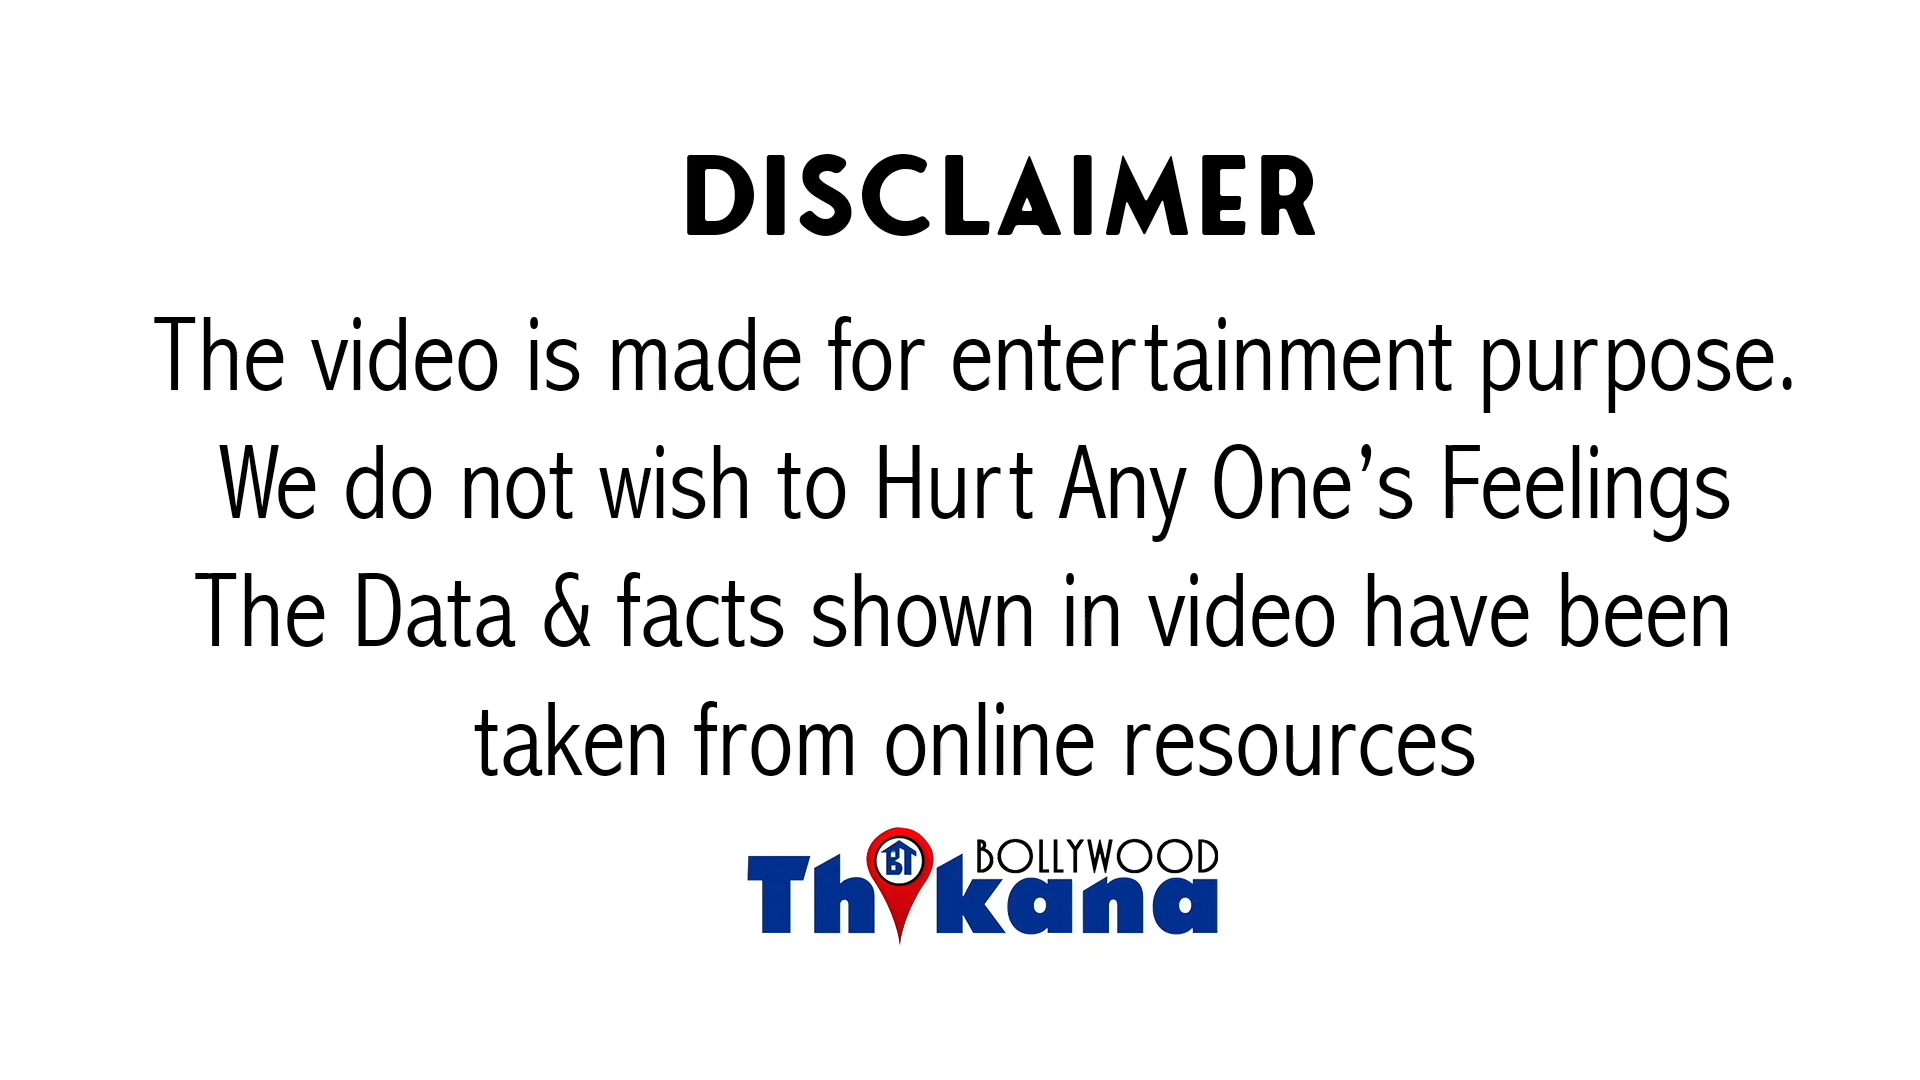 DISCLAIMER
The video is made for entertainment purpose.
We do not wish to Hurt Any One’s Feelings
The Data & facts shown in video have been
taken from online resources
BT
BOLLYWOOD
Thikana